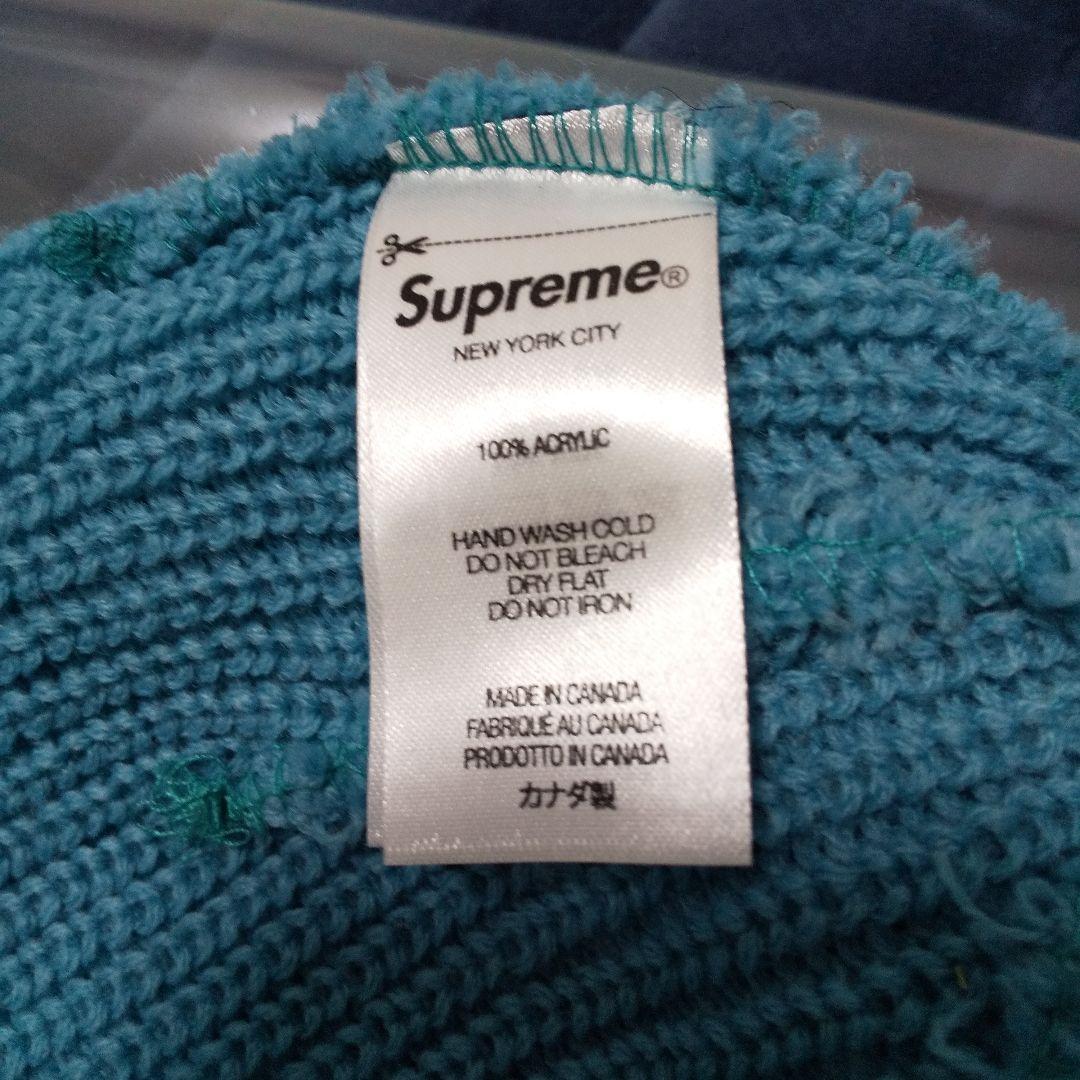 Supreme®
NEW YORK CITY
100% ACRYLIC
HAND WASH COLD
DO NOT BLEACH
DRY FLAT
DO NOT IRON
MADE IN CANADA
FABRIQUÉ AU CANADA
PRODOTTO IN CANADA
カナダ製